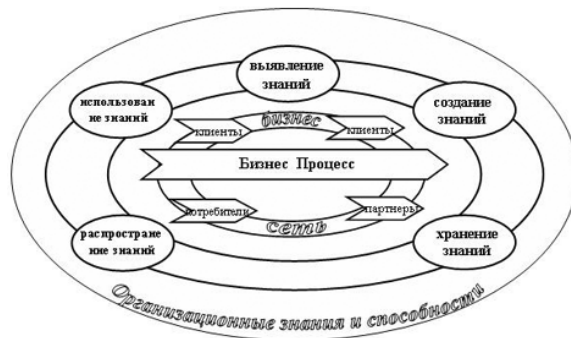 выявление
знаний
использован
ие знаний
создание
знаний
бизнес
клиенты
клиенты
Бизнес Процесс
потребители
партнеры
сеть
распростране
ение знаний
хранение
знаний
Организационные знания и способности